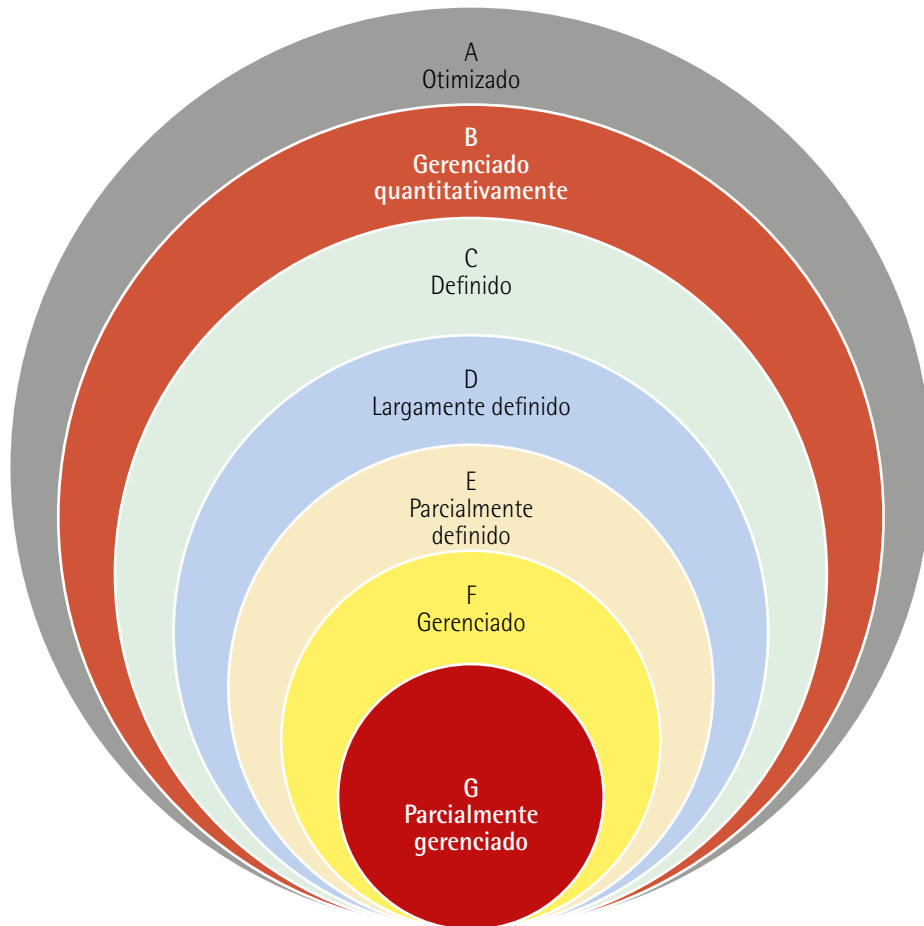 A
Otimizado
B
Gerenciado
quantitativamente
C
Definido
D
Largamente definido
E
Parcialmente
definido
F
Gerenciado
G
Parcialmente
gerenciado